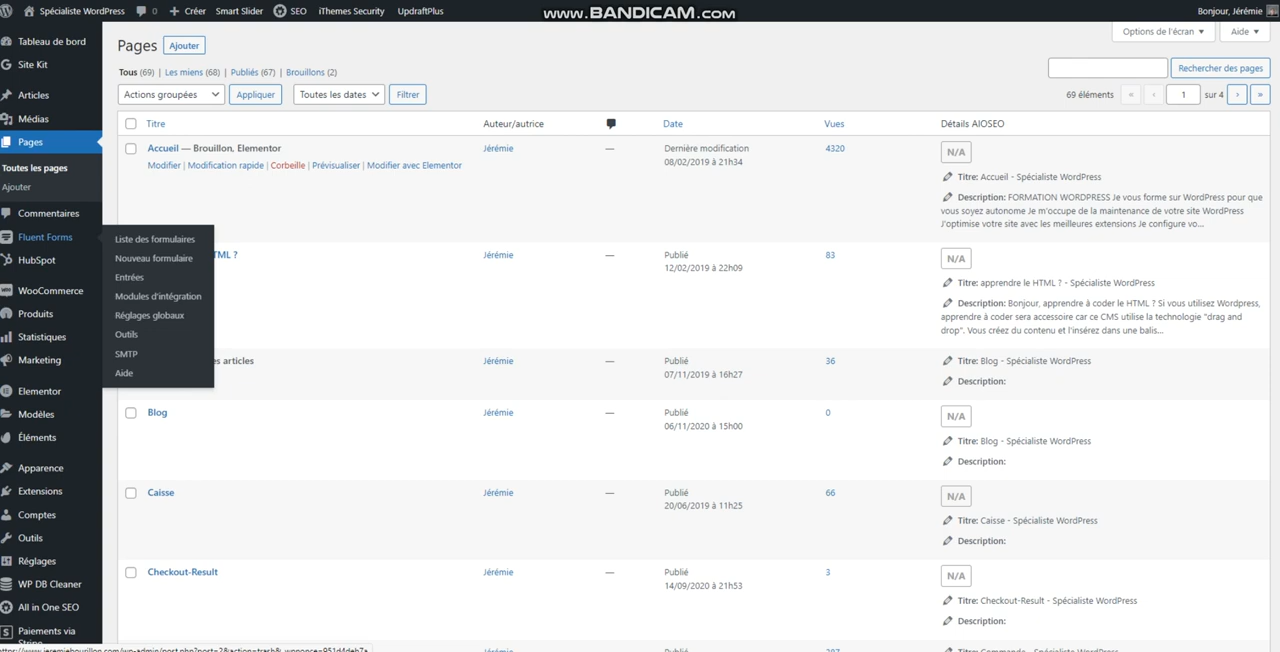 Spécialiste WordPress 0 Créer Smart Slider SEO iThemes Security UpdraftPlus
www.BANDICAM.com
Bonjour, Jérémie
Tableau de bord
Site Kit
Articles
Médias
Pages
Toutes les pages
Ajouter
Commentaires
Fluent Forms
HubSpot
WooCommerce
Produits
Statistiques
Marketing
Elementor
Modèles
Éléments
Apparence
Extensions
Comptes
Outils
Réglages
WP DB Cleaner
All in One SEO
Paiements via
Liste des formulaires
Nouveau formulaire
Entrées
Modules d'intégration
Réglages globaux
Outils
SMTP
Aide
Pages Ajouter
Options de l'écran ▼ Aide ▼
Tous (69) | Les miens (68) | Publiés (67) | Brouillons (2)
Rechercher des pages
Actions groupées Appliquer Toutes les dates Filtrer
69 éléments « ‹ 1 sur 4 › »
Titre Auteur/autrice Date Vues Détails AIOSEO
Accueil — Brouillon, Elementor
Modifier | Modification rapide | Corbeille | Prévisualiser | Modifier avec Elementor
Jérémie — Dernière modification
08/02/2019 à 21h34
4320
N/A
Titre: Accueil - Spécialiste WordPress
Description: FORMATION WORDPRESS Je vous forme sur WordPress pour que
vous soyez autonome Je m'occupe de la maintenance de votre site WordPress
J'optimise votre site avec les meilleures extensions Je configure vo...
TML ?
Jérémie — Publié
12/02/2019 à 22h09
83
N/A
Titre: apprendre le HTML ? - Spécialiste WordPress
Description: Bonjour, apprendre à coder le HTML ? Si vous utilisez Wordpress,
apprendre à coder sera accessoire car ce CMS utilise la technologie "drag and
drop". Vous créez du contenu et l'insérez dans une balis...
es articles
Jérémie — Publié
07/11/2019 à 16h27
36
Titre: Blog - Spécialiste WordPress
Description:
Blog
Jérémie — Publié
06/11/2020 à 15h00
0
N/A
Titre: Blog - Spécialiste WordPress
Description:
Caisse
Jérémie — Publié
20/06/2019 à 11h25
66
N/A
Titre: Caisse - Spécialiste WordPress
Description:
Checkout-Result
Jérémie — Publié
14/09/2020 à 21h53
3
N/A
Titre: Checkout-Result - Spécialiste WordPress
Description: